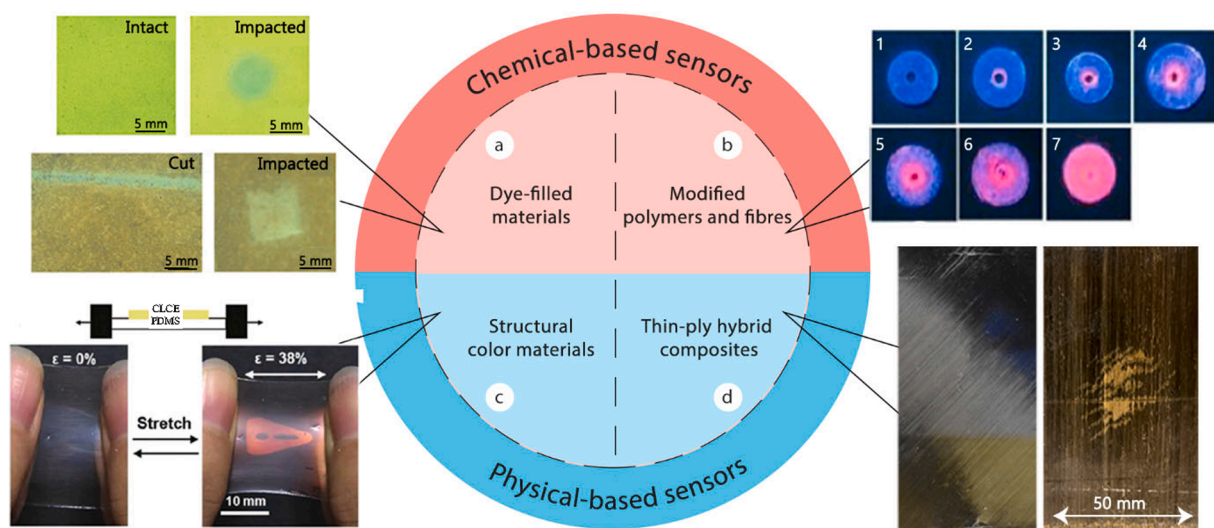 Intact
Impacted
5 mm
5 mm
Cut
Impacted
5 mm
5 mm
Chemical-based sensors
a
Dye-filled
materials
b
Modified
polymers and fibres
1
2
3
4
5
6
7
CLCE
PDMS
ε = 0%
ε = 38%
Stretch
10 mm
Structural
color materials
c
Thin-ply hybrid
composites
d
Physical-based sensors
50 mm